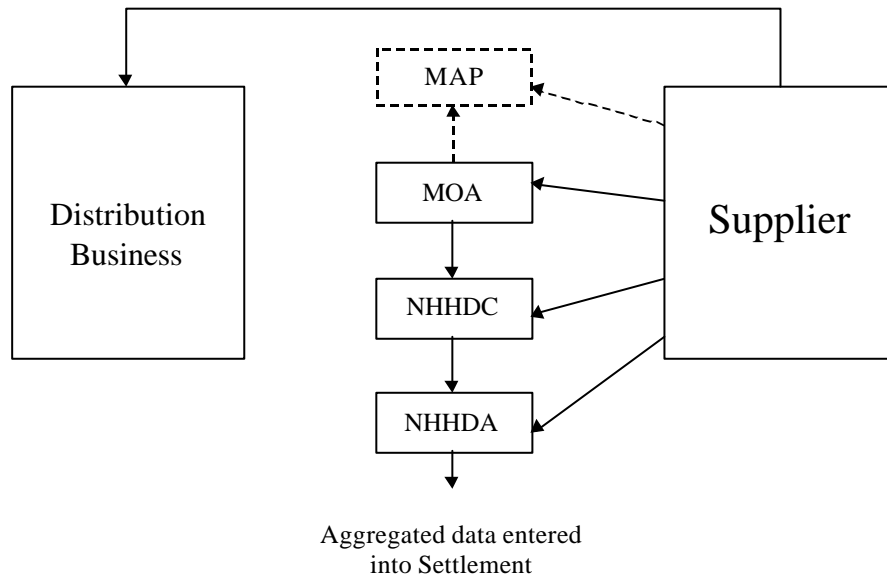 MAP
MOA
Distribution
Business
Supplier
NHHDC
NHHDA
Aggregated data entered
into Settlement